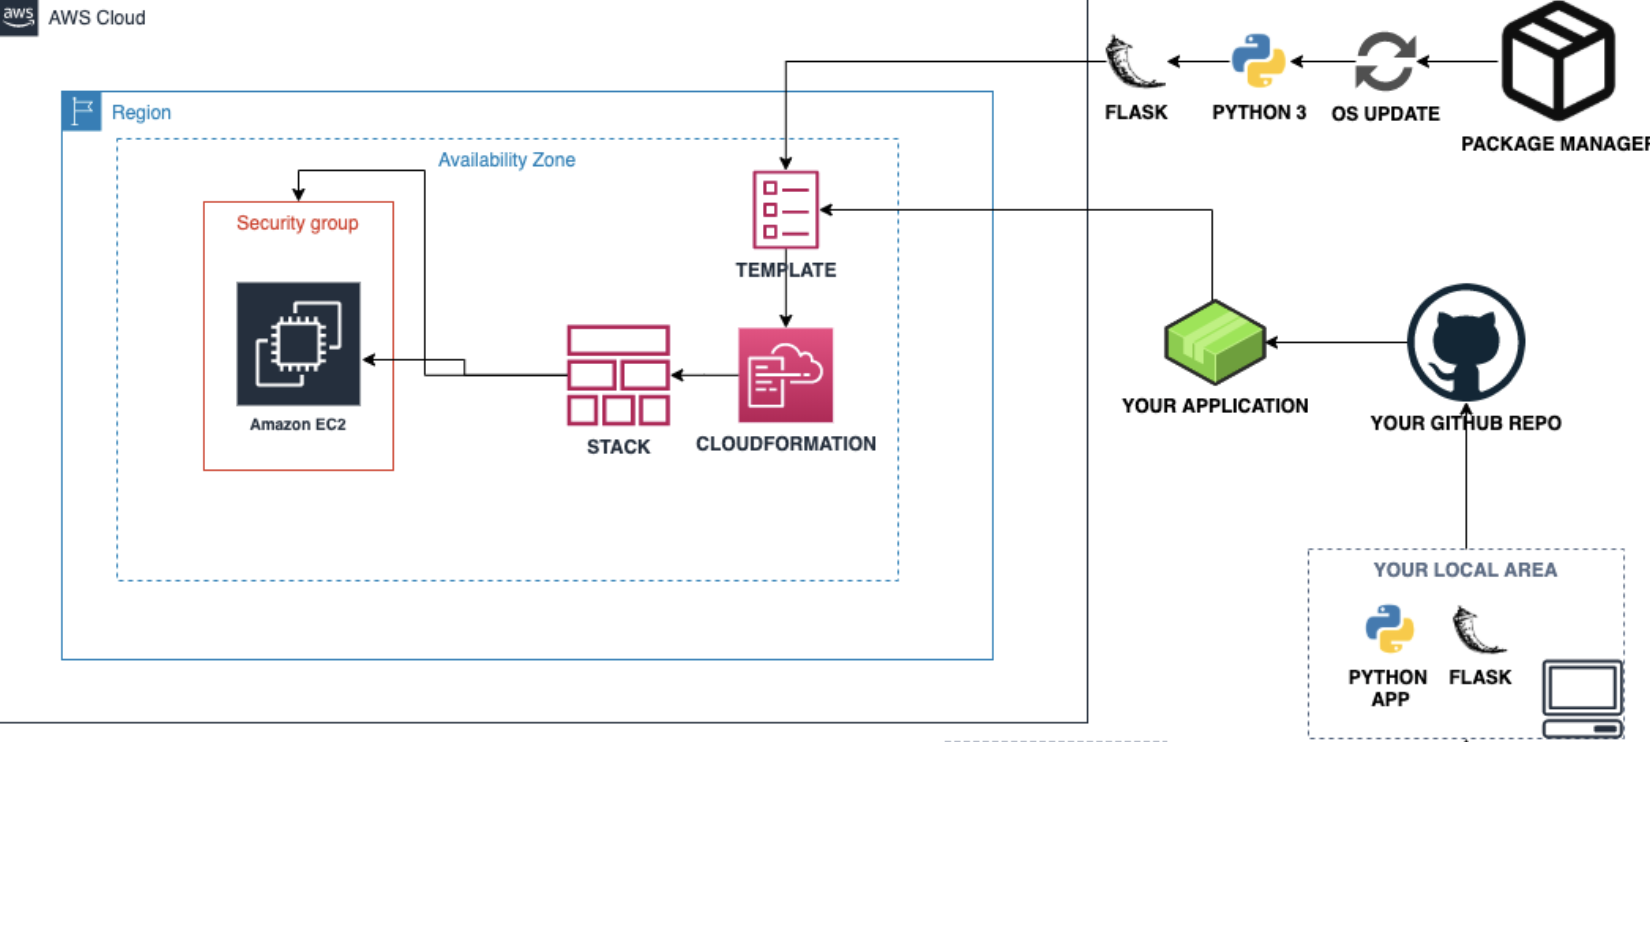 aws
AWS Cloud
Region
Availability Zone
Security group
Amazon EC2
TEMPLATE
STACK
CLOUDFORMATION
FLASK
PYTHON 3
OS UPDATE
PACKAGE MANAGER
YOUR APPLICATION
YOUR GITHUB REPO
YOUR LOCAL AREA
PYTHON
APP
FLASK